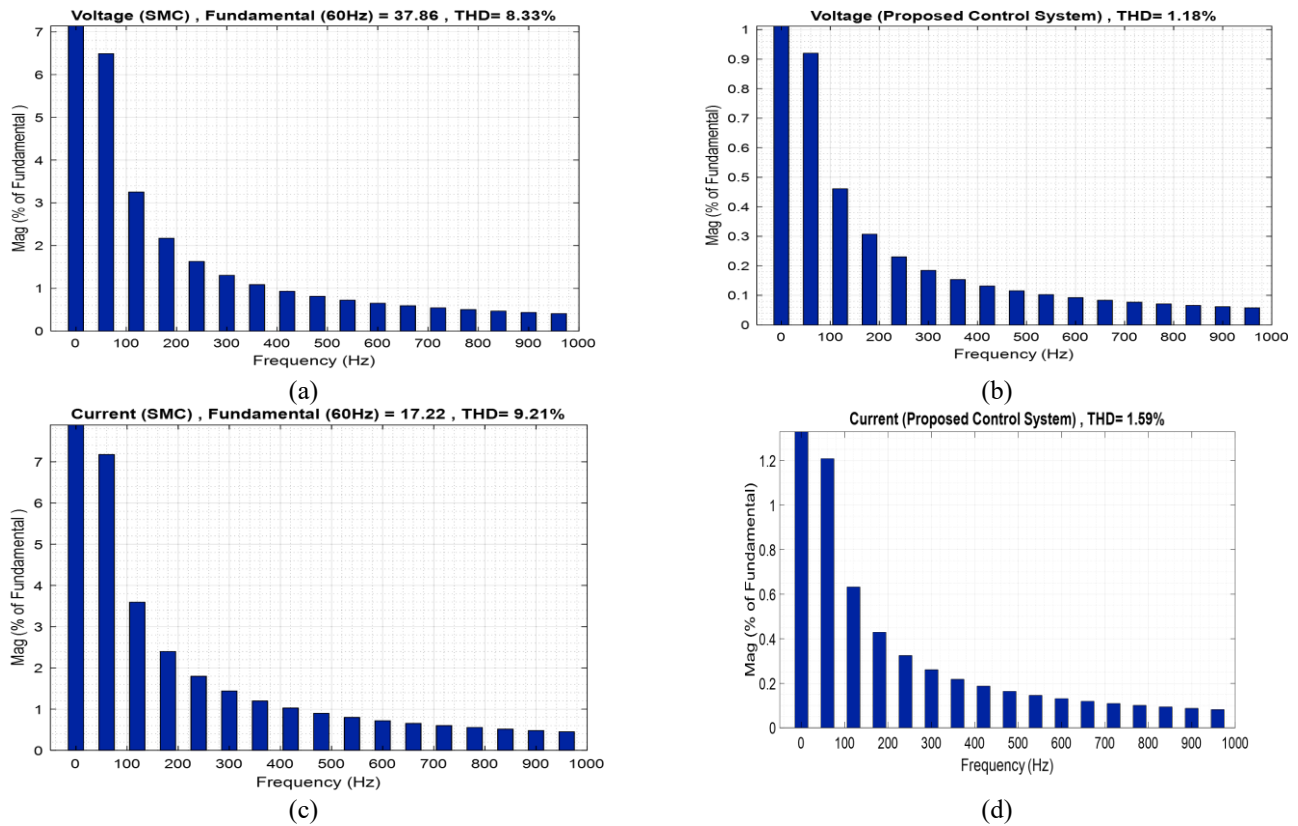 Voltage (SMC) , Fundamental (60Hz) = 37.86 , THD= 8.33%
Mag (% of Fundamental )
7
6
5
4
3
2
1
0
0 100 200 300 400 500 600 700 800 900 1000
Frequency (Hz)
(a)
Voltage (Proposed Control System) , THD= 1.18%
Mag (% of Fundamental)
1
0.9
0.8
0.7
0.6
0.5
0.4
0.3
0.2
0.1
0
0 100 200 300 400 500 600 700 800 900 1000
Frequency (Hz)
(b)
Current (SMC) , Fundamental (60Hz) = 17.22 , THD= 9.21%
Mag (% of Fundamental )
7
6
5
4
3
2
1
0
0 100 200 300 400 500 600 700 800 900 1000
Frequency (Hz)
(c)
Current (Proposed Control System) , THD= 1.59%
Mag (% of Fundamental)
1.2
1
0.8
0.6
0.4
0.2
0
0 100 200 300 400 500 600 700 800 900 1000
Frequency (Hz)
(d)